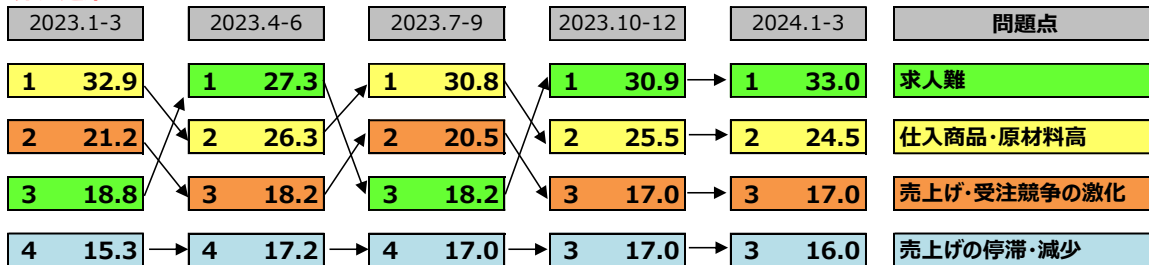 2023.1-3 2023.4-6 2023.7-9 2023.10-12 2024.1-3 問題点
1 32.9 1 27.3 1 30.8 1 30.9 1 33.0 求人難
2 21.2 2 26.3 2 20.5 2 25.5 2 24.5 仕入商品・原材料高
3 18.8 3 18.2 3 18.2 3 17.0 3 17.0 売上げ・受注競争の激化
4 15.3 4 17.2 4 17.0 3 17.0 3 16.0 売上げの停滞・減少